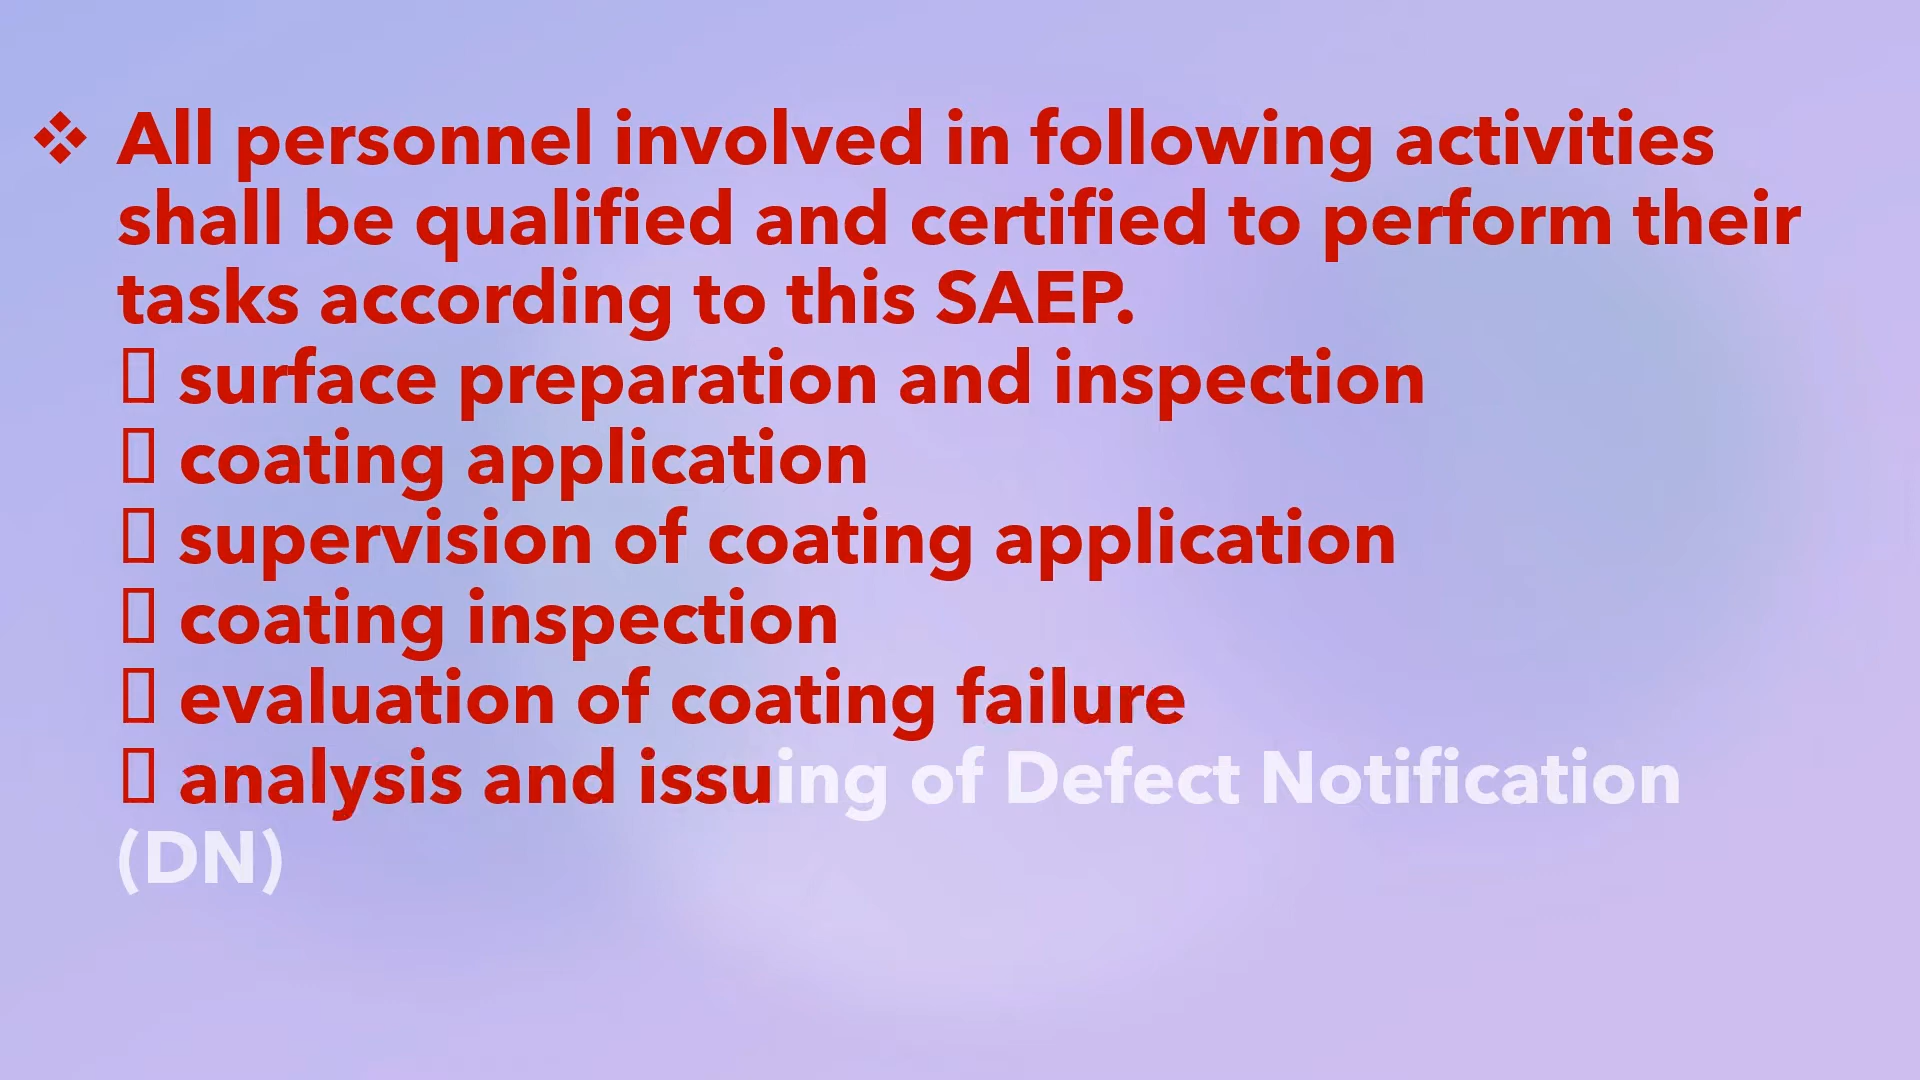 ❖ All personnel involved in following activities
shall be qualified and certified to perform their
tasks according to this SAEP.
▯ surface preparation and inspection
▯ coating application
▯ supervision of coating application
▯ coating inspection
▯ evaluation of coating failure
▯ analysis and issuing of Defect Notification
(DN)